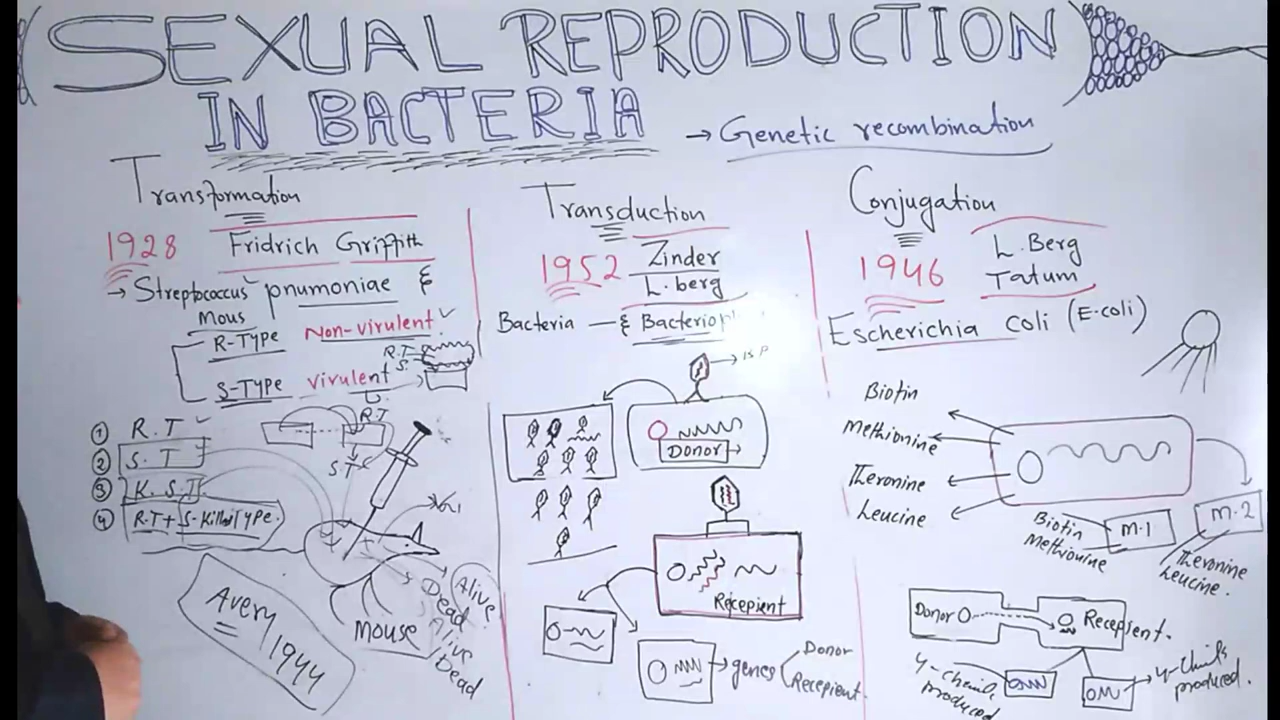 SEXUAL REPRODUCTION
IN BACTERIA
→ Genetic recombination
Transformation
1928
Fridrich Griffith
→ Streptococcus pnumoniae &
Mous
R-TYPE Non-virulent
S-TYPE virulent
R.T
S.
① R.T
② S.T
③ K.S.T
④ R.T + S-Killed TYPE
R.T
S.T
Alive
Dead
Alive
Dead
mouse
Avery
1944
Transduction
1952
Zinder
L.berg
Bacteria — & Bacterioph
Donor
Recepient
genes
Donor
Recepient
Conjugation
1946
L.Berg
Tatum
Escherichia coli (E-coli)
Biotin
Methionine
Theronine
Leucine
Biotin
Methionine
M.1
M.2
Theronine
Leucine.
Donor
Recepient.
4-Chemils
produced
4-Chmils
produced.